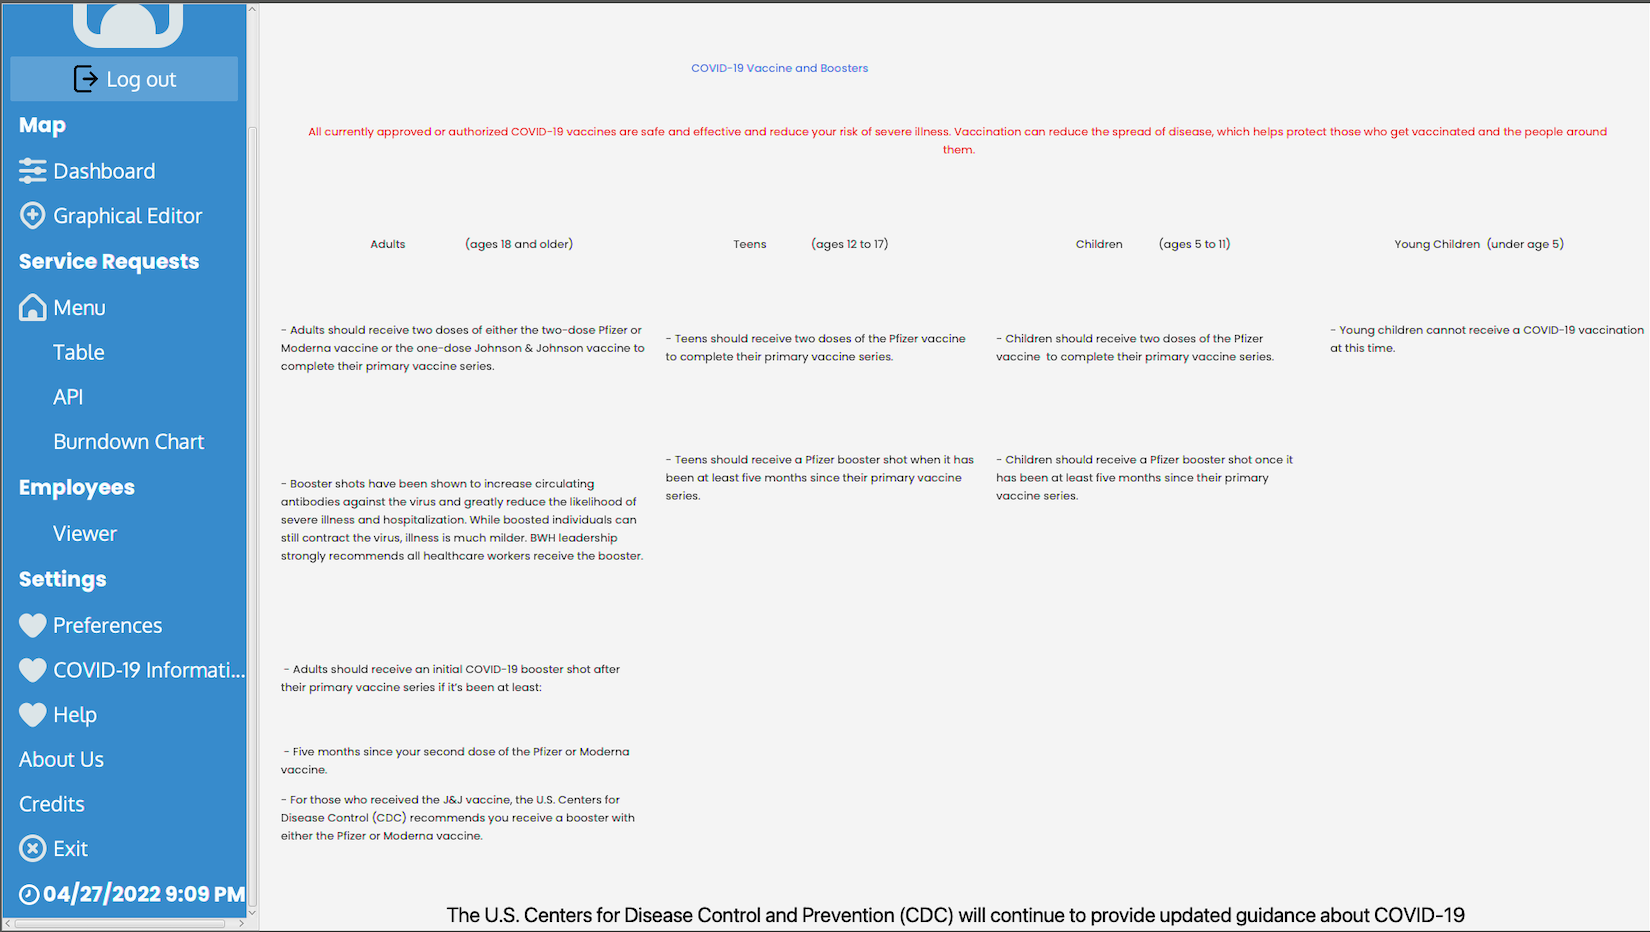 Log out
Map
Dashboard
Graphical Editor
Service Requests
Menu
Table
API
Burndown Chart
Employees
Viewer
Settings
Preferences
COVID-19 Informati...
Help
About Us
Credits
Exit
04/27/2022 9:09 PM
COVID-19 Vaccine and Boosters
All currently approved or authorized COVID-19 vaccines are safe and effective and reduce your risk of severe illness. Vaccination can reduce the spread of disease, which helps protect those who get vaccinated and the people around
them.
Adults (ages 18 and older)
- Adults should receive two doses of either the two-dose Pfizer or
Moderna vaccine or the one-dose Johnson & Johnson vaccine to
complete their primary vaccine series.
- Booster shots have been shown to increase circulating
antibodies against the virus and greatly reduce the likelihood of
severe illness and hospitalization. While boosted individuals can
still contract the virus, illness is much milder. BWH leadership
strongly recommends all healthcare workers receive the booster.
- Adults should receive an initial COVID-19 booster shot after
their primary vaccine series if it's been at least:
- Five months since your second dose of the Pfizer or Moderna
vaccine.
- For those who received the J&J vaccine, the U.S. Centers for
Disease Control (CDC) recommends you receive a booster with
either the Pfizer or Moderna vaccine.
Teens (ages 12 to 17)
- Teens should receive two doses of the Pfizer vaccine
to complete their primary vaccine series.
- Teens should receive a Pfizer booster shot when it has
been at least five months since their primary vaccine
series.
Children (ages 5 to 11)
- Children should receive two doses of the Pfizer
vaccine to complete their primary vaccine series.
- Children should receive a Pfizer booster shot once it
has been at least five months since their primary
vaccine series.
Young Children (under age 5)
- Young children cannot receive a COVID-19 vaccination
at this time.
The U.S. Centers for Disease Control and Prevention (CDC) will continue to provide updated guidance about COVID-19